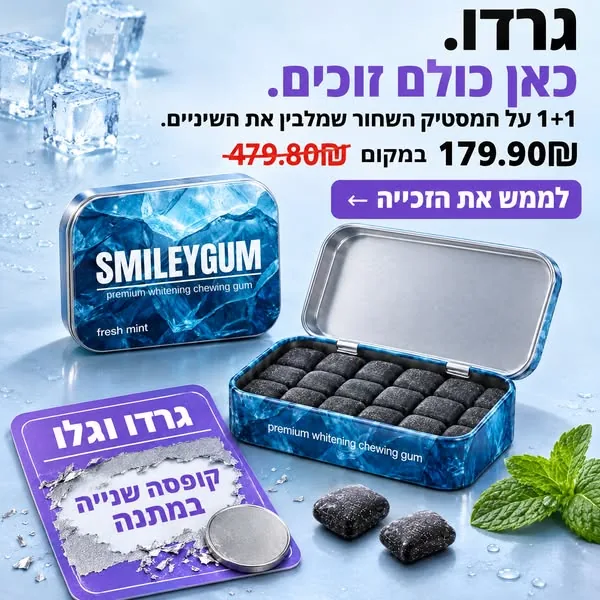 גרדו.
כאן כולם זוכים.
1+1 על המסטיק השחור שמלבין את השיניים.
179.90₪ במקום 479.80₪
לממש את הזכייה ←
SMILEYGUM
premium whitening chewing gum
fresh mint
premium whitening chewing gum
גרדו וגלו
קופסה שנייה
במתנה